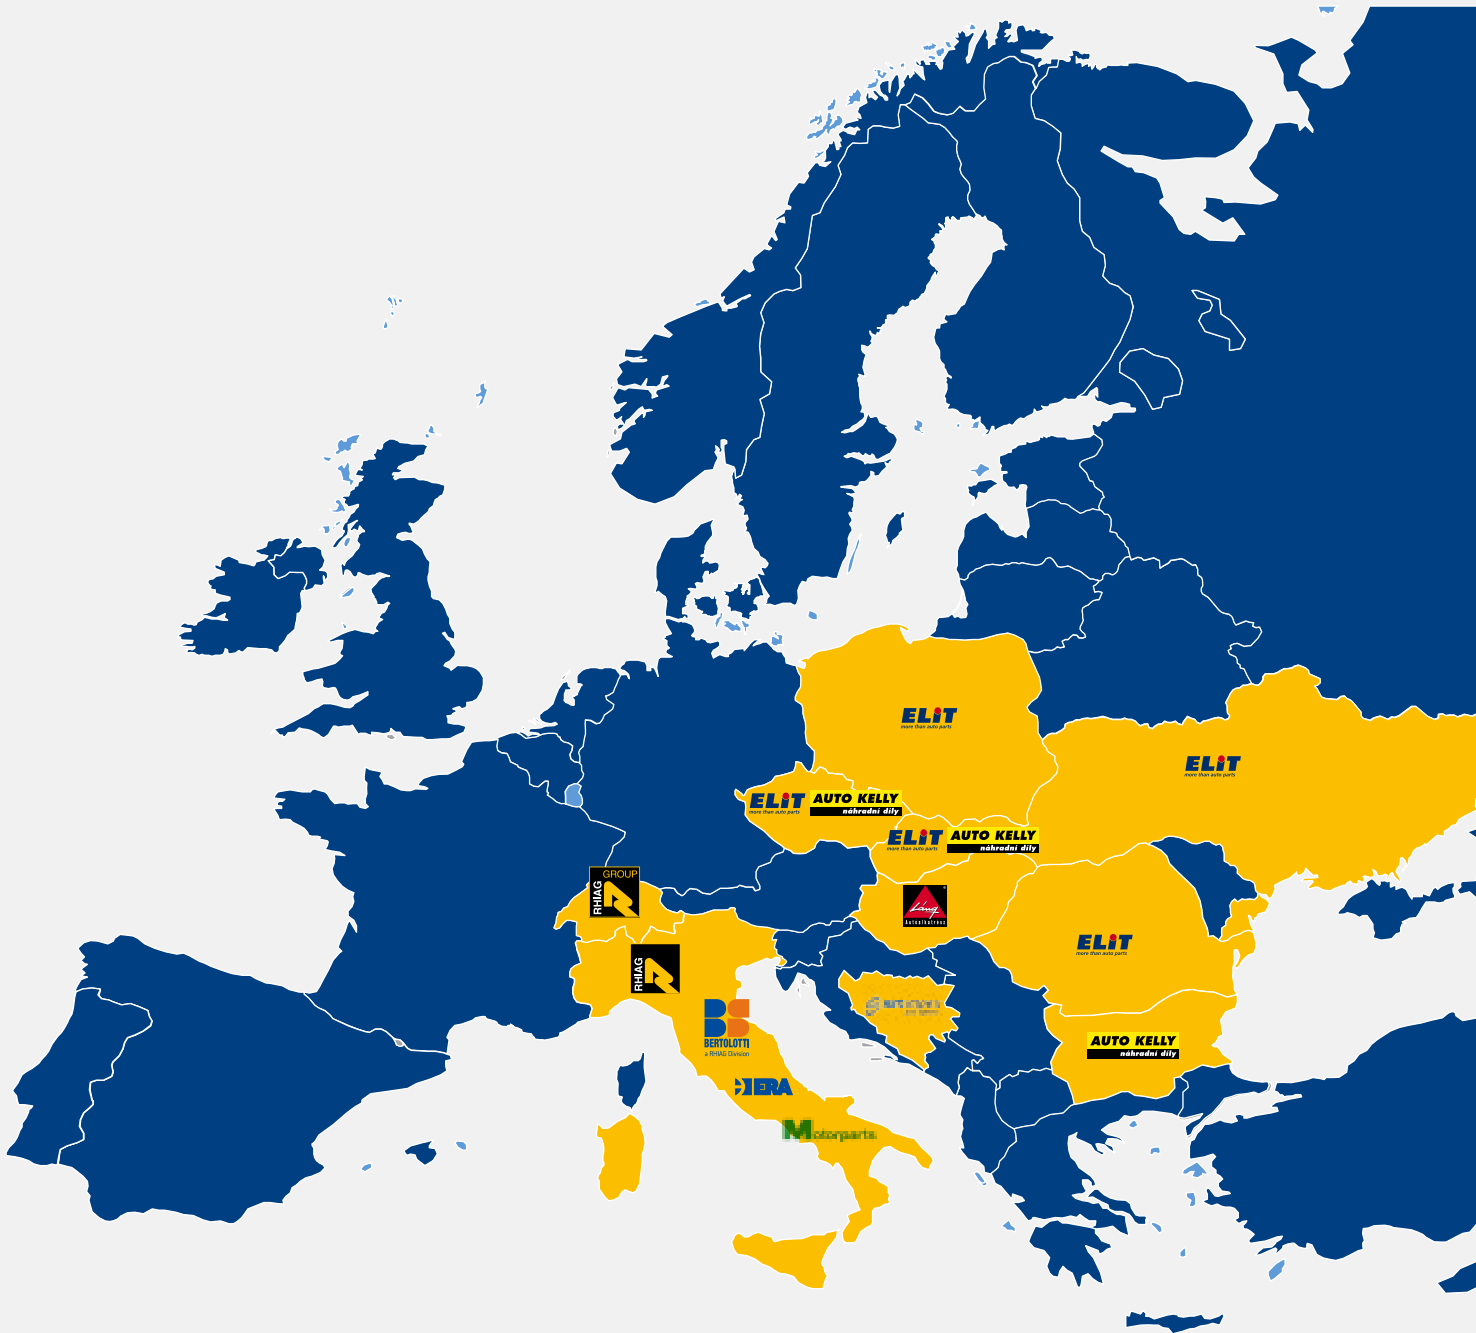 ELIT
more than auto parts
ELIT
more than auto parts
ELIT
more than auto parts
AUTO KELLY
náhradní díly
ELIT
more than auto parts
AUTO KELLY
náhradní díly
RHIAG
GROUP
Láng
Autóalkatrész
ELIT
more than auto parts
RHIAG
BERTOLOTTI
a RHIAG Division
AUTO KELLY
náhradní díly
ERA
Motorparts